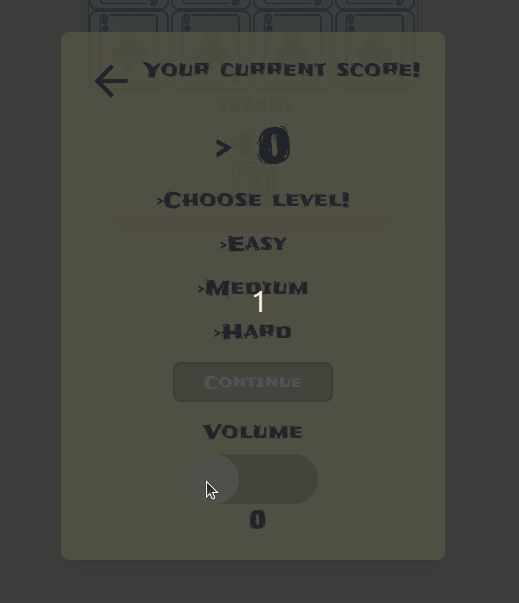 Your current score!
TIME:
> 0
>Choose level!
>Easy
>Medium
1
>Hard
Continue
Volume
0